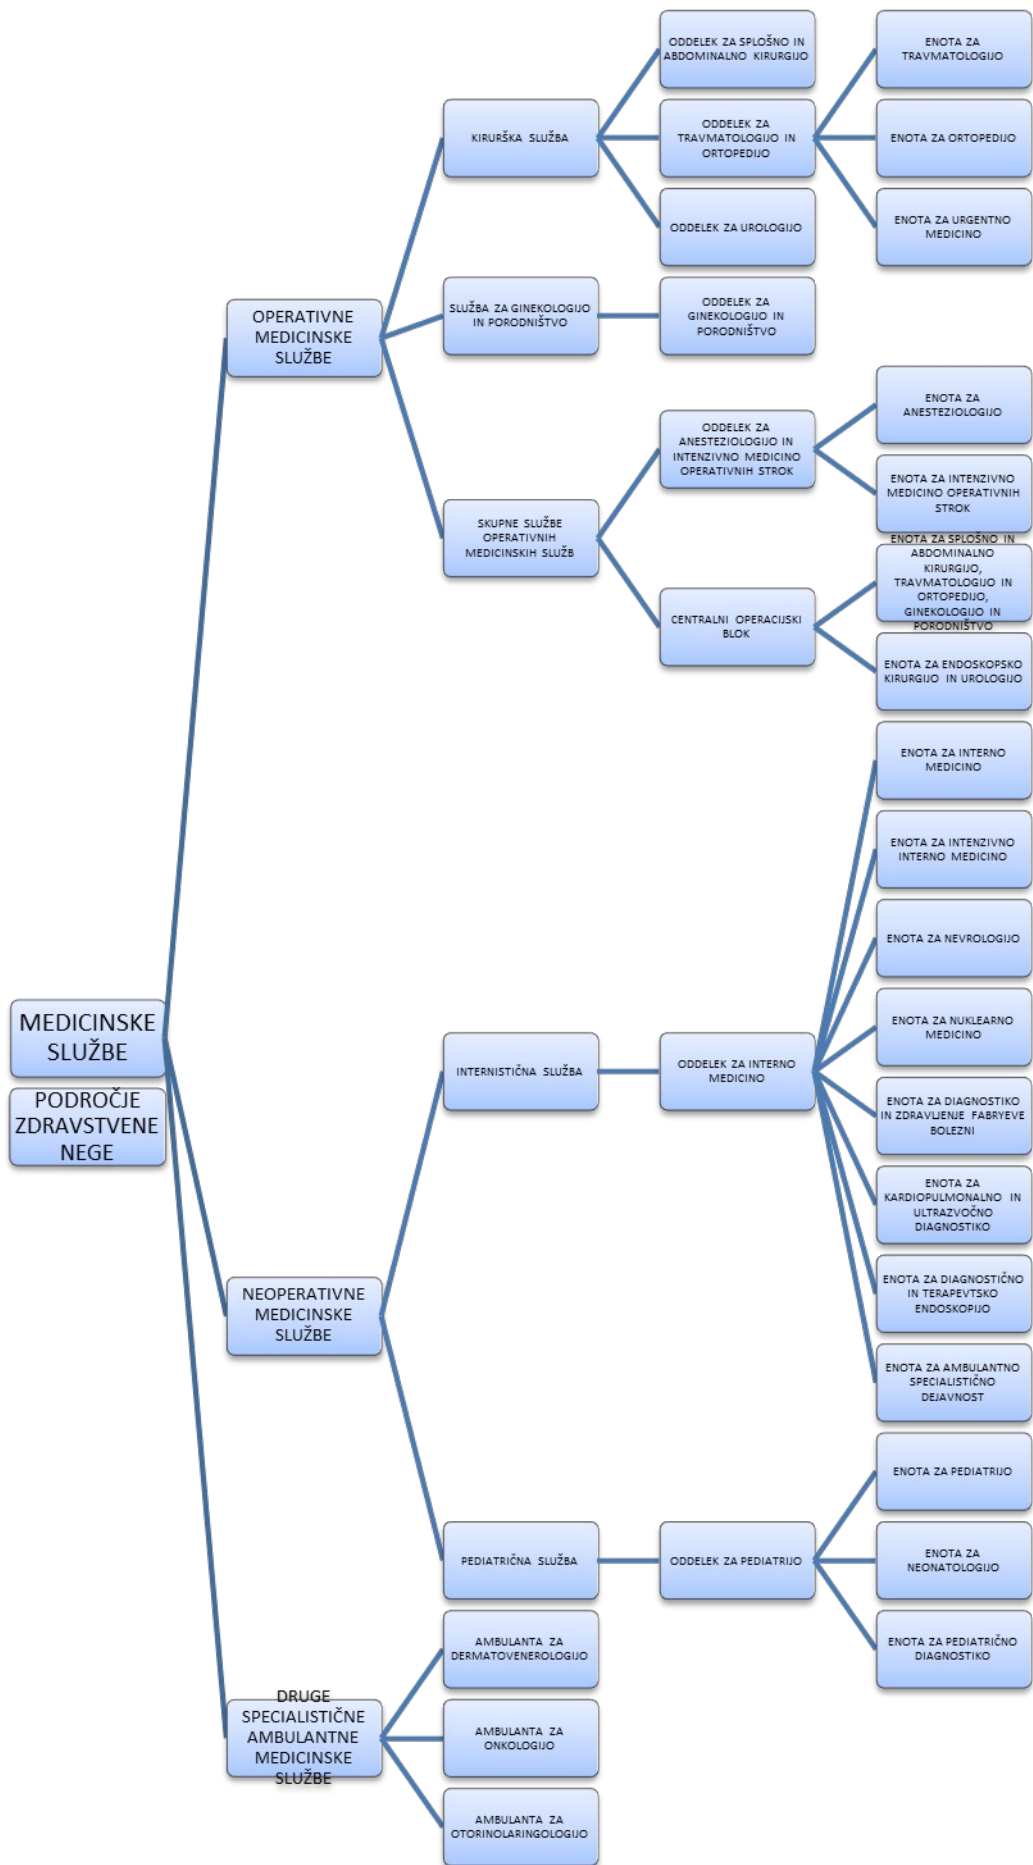 MEDICINSKE
SLUŽBE
PODROČJE
ZDRAVSTVENE
NEGE
OPERATIVNE
MEDICINSKE
SLUŽBE
KIRURŠKA SLUŽBA
ODDELEK ZA SPLOŠNO IN
ABDOMINALNO KIRURGIJO
ODDELEK ZA
TRAVMATOLOGIJO IN
ORTOPEDIJO
ENOTA ZA
TRAVMATOLOGIJO
ENOTA ZA ORTOPEDIJO
ENOTA ZA URGENTNO
MEDICINO
ODDELEK ZA UROLOGIJO
SLUŽBA ZA GINEKOLOGIJO
IN PORODNIŠTVO
ODDELEK ZA
GINEKOLOGIJO IN
PORODNIŠTVO
SKUPNE SLUŽBE
OPERATIVNIH
MEDICINSKIH SLUŽB
ODDELEK ZA
ANESTEZIOLOGIJO IN
INTENZIVNO MEDICINO
OPERATIVNIH STROK
ENOTA ZA
ANESTEZIOLOGIJO
ENOTA ZA INTENZIVNO
MEDICINO OPERATIVNIH
STROK
CENTRALNI OPERACIJSKI
BLOK
ENOTA ZA SPLOŠNO IN
ABDOMINALNO
KIRURGIJO,
TRAVMATOLOGIJO IN
ORTOPEDIJO,
GINEKOLOGIJO IN
PORODNIŠTVO
ENOTA ZA ENDOSKOPSKO
KIRURGIJO IN UROLOGIJO
NEOPERATIVNE
MEDICINSKE
SLUŽBE
INTERNISTIČNA SLUŽBA
ODDELEK ZA INTERNO
MEDICINO
ENOTA ZA INTERNO
MEDICINO
ENOTA ZA INTENZIVNO
INTERNO MEDICINO
ENOTA ZA NEVROLOGIJO
ENOTA ZA NUKLEARNO
MEDICINO
ENOTA ZA DIAGNOSTIKO
IN ZDRAVLJENJE FABRYEVE
BOLEZNI
ENOTA ZA
KARDIOPULMONALNO IN
ULTRAZVOČNO
DIAGNOSTIKO
ENOTA ZA DIAGNOSTIČNO
IN TERAPEVTSKO
ENDOSKOPIJO
ENOTA ZA AMBULANTNO
SPECIALISTIČNO
DEJAVNOST
PEDIATRIČNA SLUŽBA
ODDELEK ZA PEDIATRIJO
ENOTA ZA PEDIATRIJO
ENOTA ZA
NEONATOLOGIJO
ENOTA ZA PEDIATRIČNO
DIAGNOSTIKO
DRUGE
SPECIALISTIČNE
AMBULANTNE
MEDICINSKE
SLUŽBE
AMBULANTA ZA
DERMATOVENEROLOGIJO
AMBULANTA ZA
ONKOLOGIJO
AMBULANTA ZA
OTORINOLARINGOLOGIJO